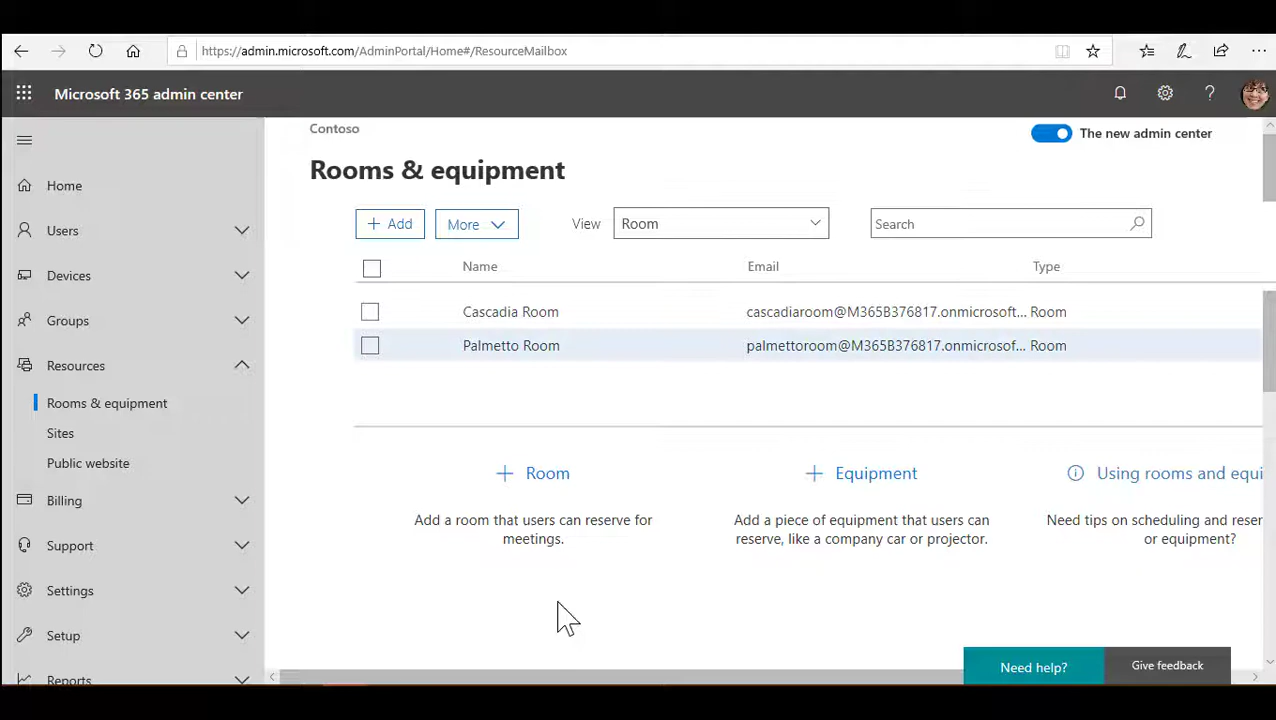 https://admin.microsoft.com/AdminPortal/Home#/ResourceMailbox
Microsoft 365 admin center
Contoso
The new admin center
Rooms & equipment
Home
Users
Devices
Groups
Resources
Rooms & equipment
Sites
Public website
Billing
Support
Settings
Setup
Reports
+ Add
More
View
Room
Search
Name Email Type
Cascadia Room cascadiaroom@M365B376817.onmicrosoft... Room
Palmetto Room palmettoroom@M365B376817.onmicrosof... Room
+ Room
Add a room that users can reserve for
meetings.
+ Equipment
Add a piece of equipment that users can
reserve, like a company car or projector.
Using rooms and equi
Need tips on scheduling and reser
or equipment?
Need help?
Give feedback